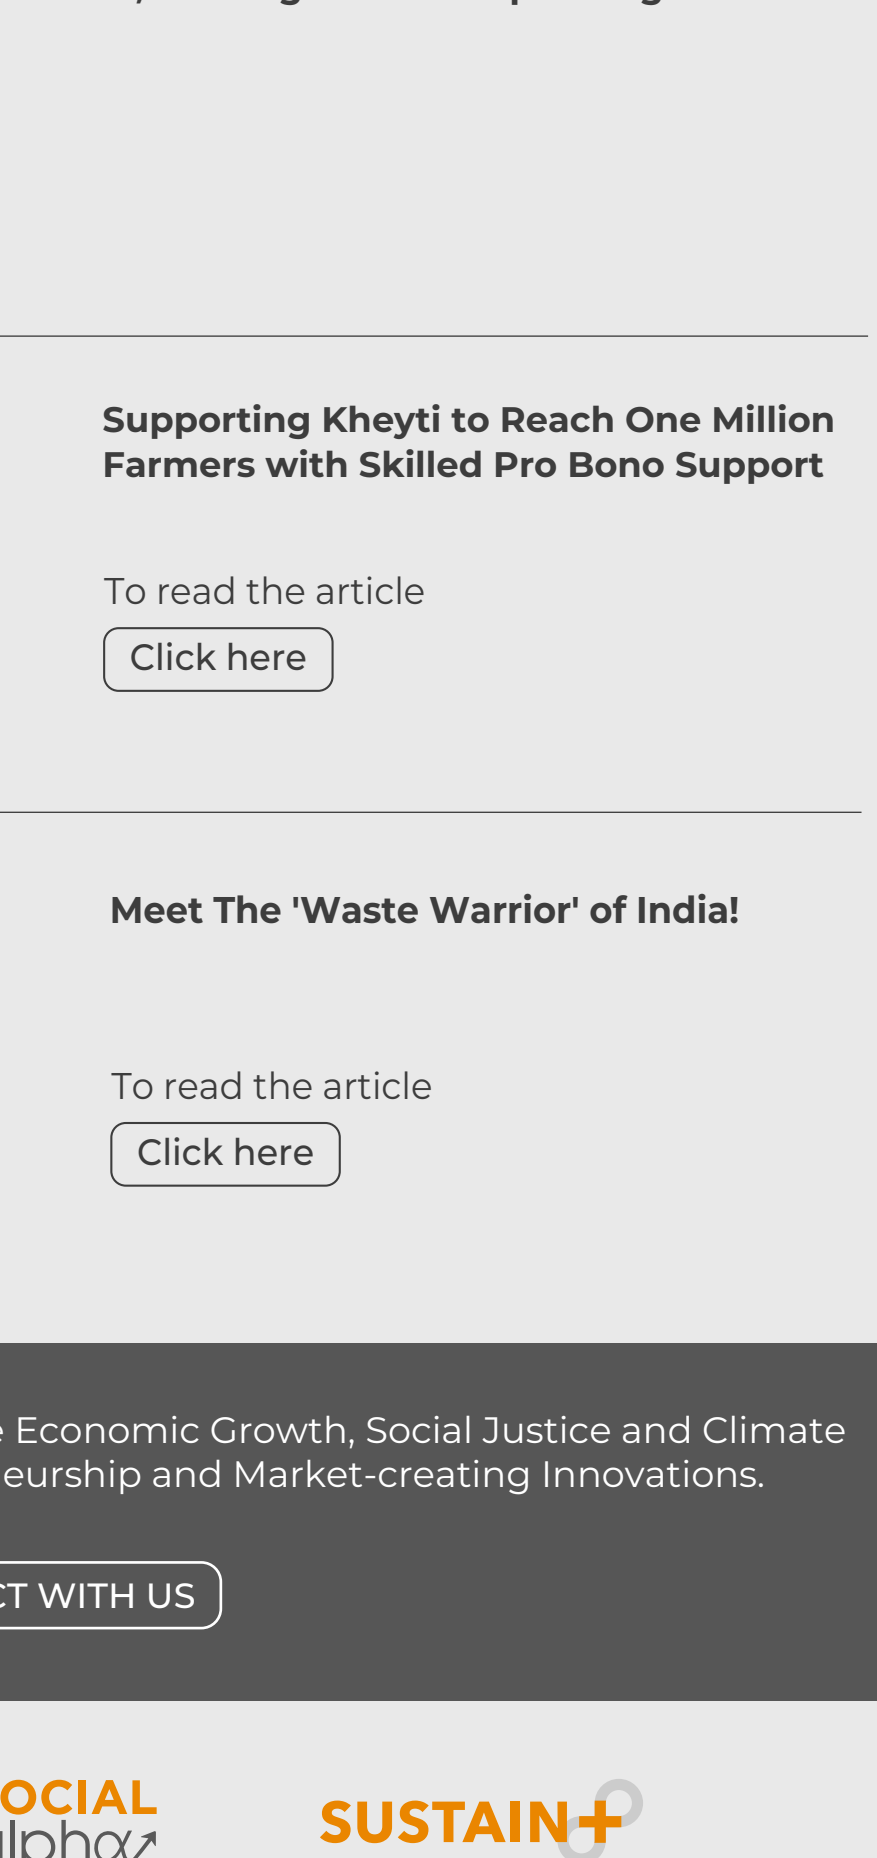 Supporting Kheyti to Reach One Million
Farmers with Skilled Pro Bono Support
To read the article
Click here
Meet The 'Waste Warrior' of India!
To read the article
Click here
Economic Growth, Social Justice and Climate
eurship and Market-creating Innovations.
CT WITH US
OCIAL
SUSTAIN+
lpha